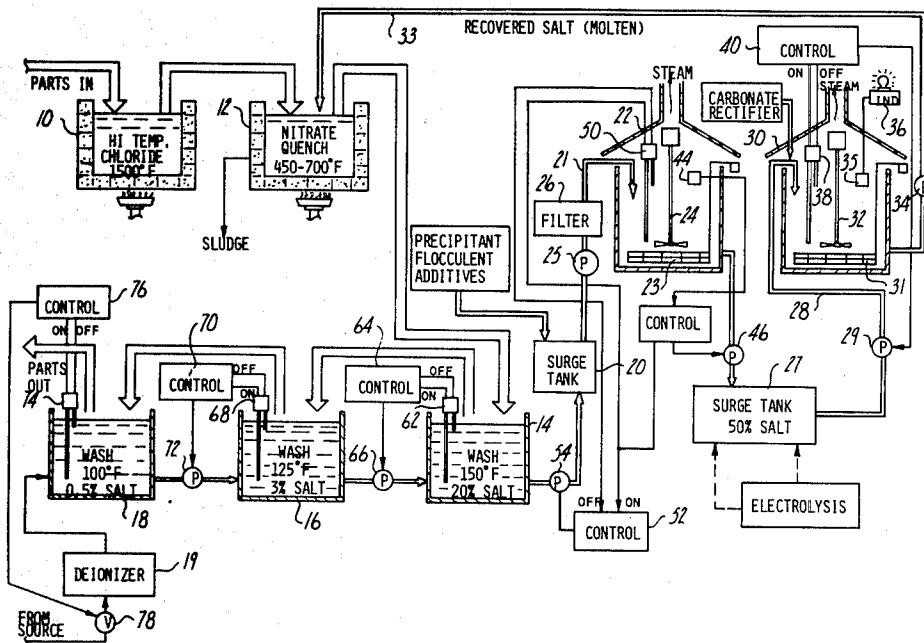 33
RECOVERED SALT (MOLTEN)
40
CONTROL
ON OFF
PARTS IN
10
HI TEMP.
CHLORIDE
1500°F
12
NITRATE
QUENCH
450-700°F
SLUDGE
STEAM
22
50
21
44
26
FILTER
24
25
P
23
PRECIPITANT
FLOCCULENT
ADDITIVES
CARBONATE
RECTIFIER
STEAM
IND
36
30
35
38
34
32
31
28
29
P
CONTROL
46
P
SURGE
TANK
20
27
SURGE TANK
50% SALT
ELECTROLYSIS
CONTROL
76
ON OFF
PARTS
OUT
74
WASH
100°F
0.5% SALT
18
70
CONTROL
OFF
ON
68
72
P
WASH
125°F
3% SALT
16
64
CONTROL
OFF
ON
62
66
P
14
WASH
150°F
20% SALT
54
P
OFF
ON
CONTROL
52
DEIONIZER
19
FROM
SOURCE
V
78